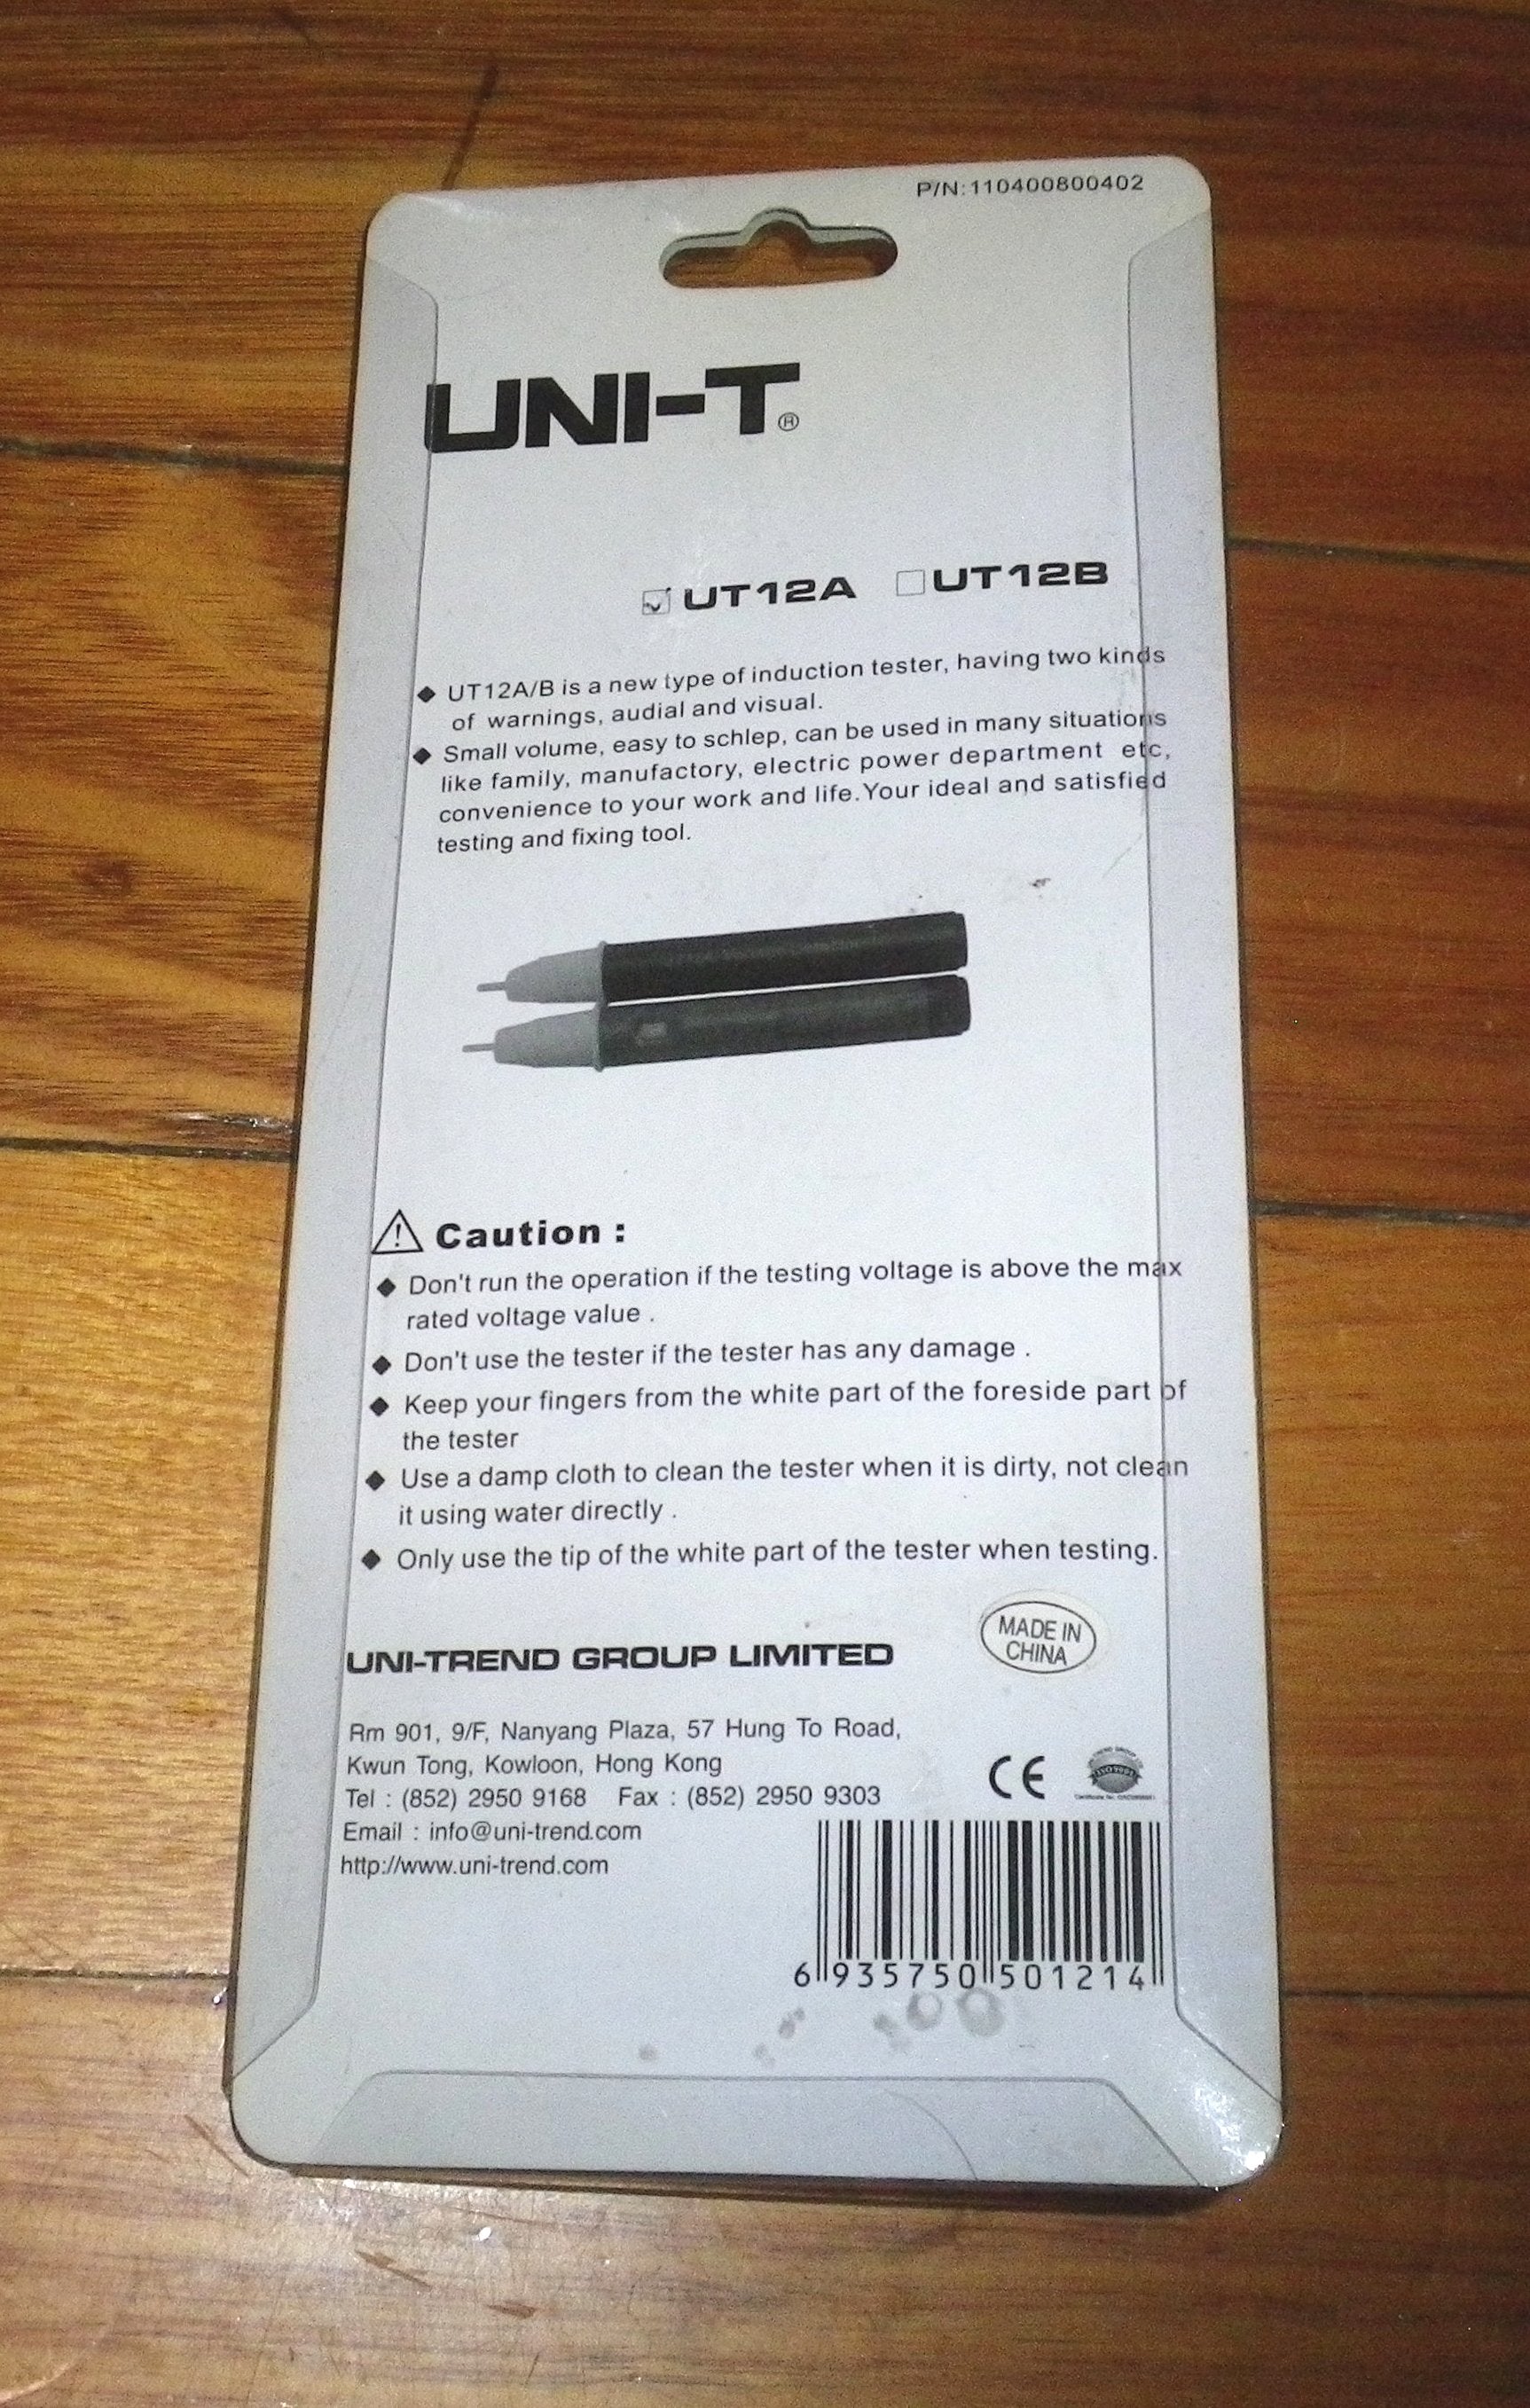 P/N:110400800402
UNI-T®
UT12A UT12B
◆ UT12A/B is a new type of induction tester, having two kinds
of warnings, audial and visual.
◆ Small volume, easy to schlep, can be used in many situations
like family, manufactory, electric power department etc,
convenience to your work and life.Your ideal and satisfied
testing and fixing tool.
Caution :
◆ Don't run the operation if the testing voltage is above the max
rated voltage value .
◆ Don't use the tester if the tester has any damage .
◆ Keep your fingers from the white part of the foreside part of
the tester
◆ Use a damp cloth to clean the tester when it is dirty, not clean
it using water directly .
◆ Only use the tip of the white part of the tester when testing.
MADE IN
CHINA
UNI-TREND GROUP LIMITED
Rm 901, 9/F, Nanyang Plaza, 57 Hung To Road,
Kwun Tong, Kowloon, Hong Kong
Tel : (852) 2950 9168 Fax : (852) 2950 9303
Email : info@uni-trend.com
http://www.uni-trend.com
CE
ISO 9001
6 935750 501214